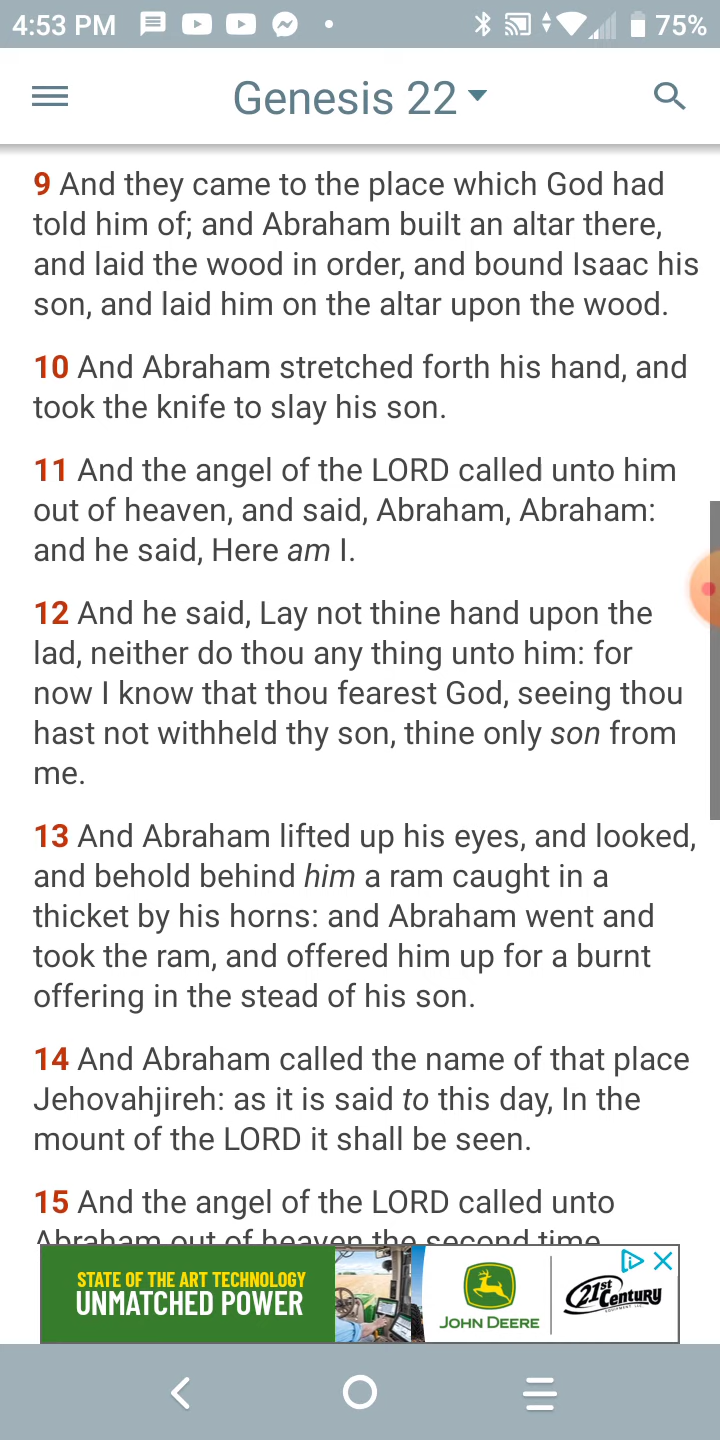 4:53 PM 75%
Genesis 22
9 And they came to the place which God had
told him of; and Abraham built an altar there,
and laid the wood in order, and bound Isaac his
son, and laid him on the altar upon the wood.
10 And Abraham stretched forth his hand, and
took the knife to slay his son.
11 And the angel of the LORD called unto him
out of heaven, and said, Abraham, Abraham:
and he said, Here am I.
12 And he said, Lay not thine hand upon the
lad, neither do thou any thing unto him: for
now I know that thou fearest God, seeing thou
hast not withheld thy son, thine only son from
me.
13 And Abraham lifted up his eyes, and looked,
and behold behind him a ram caught in a
thicket by his horns: and Abraham went and
took the ram, and offered him up for a burnt
offering in the stead of his son.
14 And Abraham called the name of that place
Jehovahjireh: as it is said to this day, In the
mount of the LORD it shall be seen.
15 And the angel of the LORD called unto
Abraham out of heaven the second time
STATE OF THE ART TECHNOLOGY
UNMATCHED POWER
JOHN DEERE
21st Century